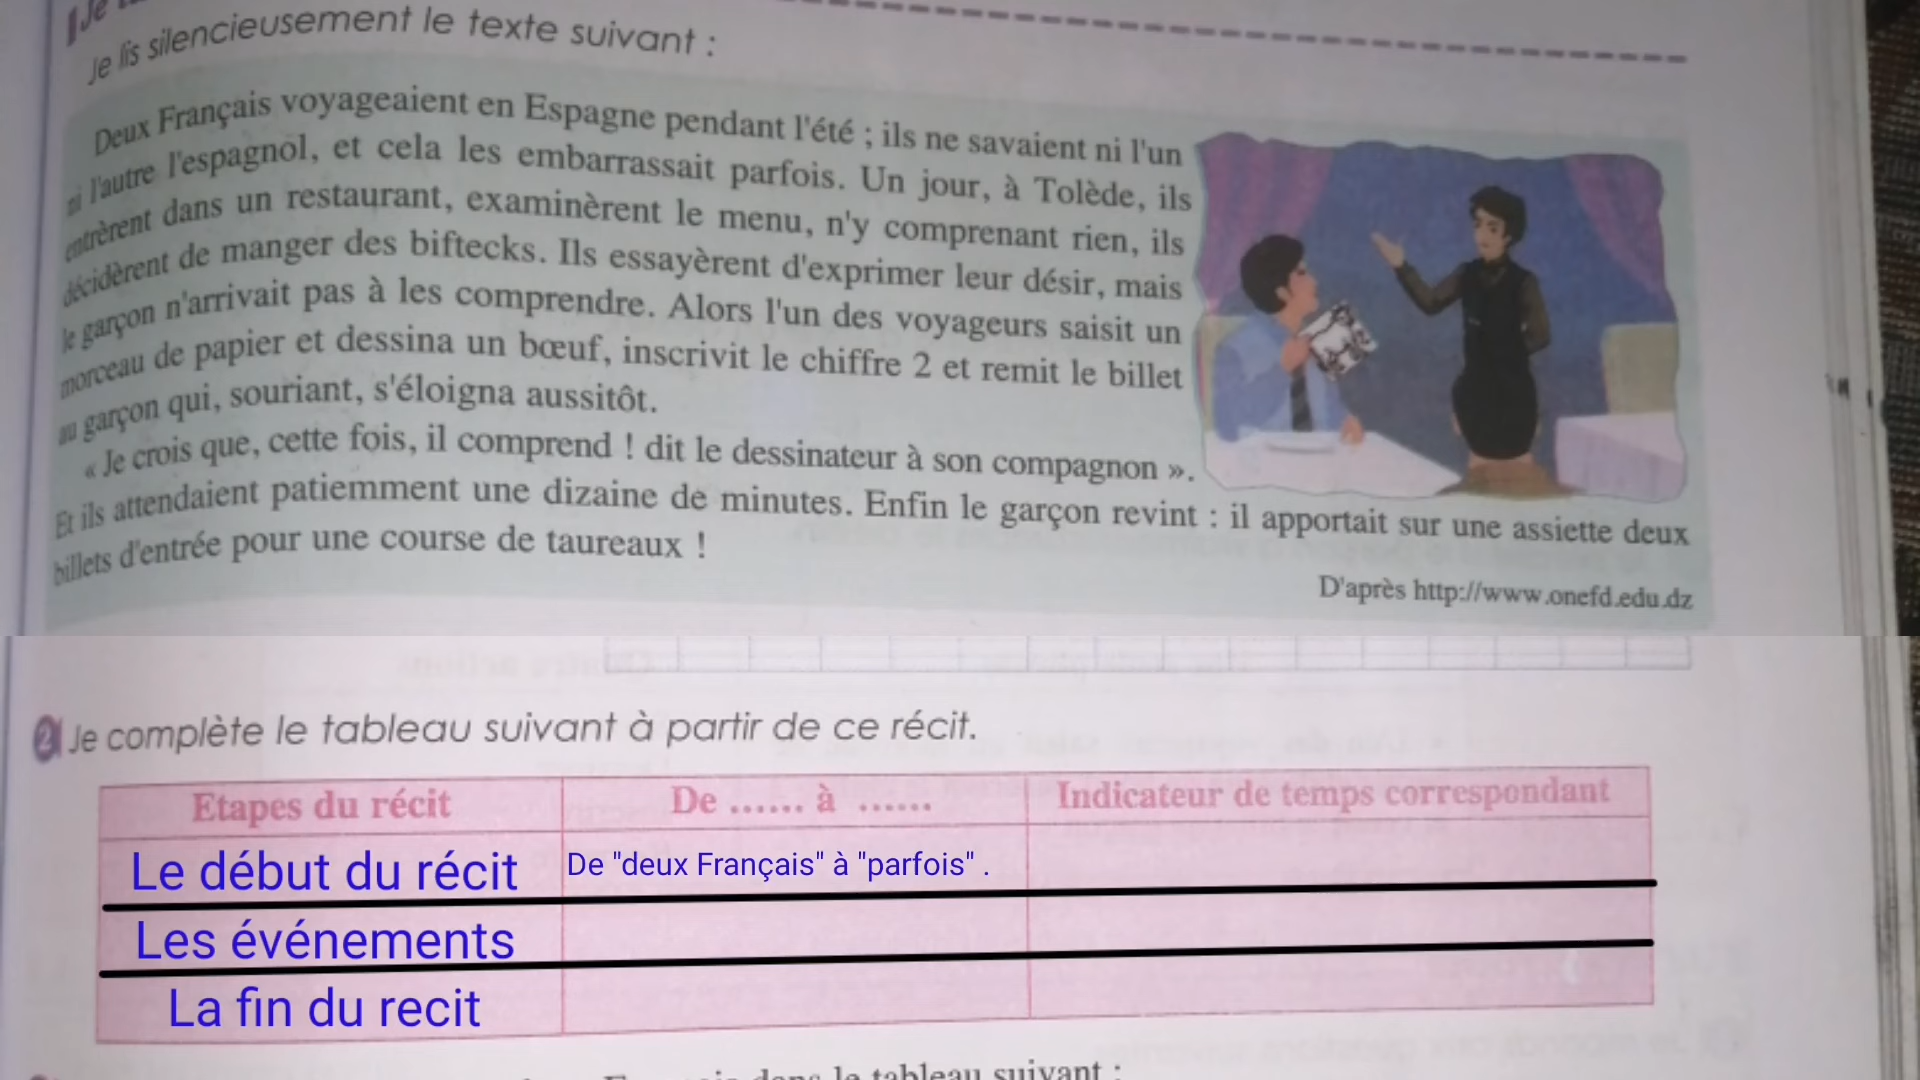 Je
Je lis silencieusement le texte suivant :
Deux Français voyageaient en Espagne pendant l'été ; ils ne savaient ni l'un
ni l'autre l'espagnol, et cela les embarrassait parfois. Un jour, à Tolède, ils
entrèrent dans un restaurant, examinèrent le menu, n'y comprenant rien, ils
décidèrent de manger des biftecks. Ils essayèrent d'exprimer leur désir, mais
le garçon n'arrivait pas à les comprendre. Alors l'un des voyageurs saisit un
morceau de papier et dessina un bœuf, inscrivit le chiffre 2 et remit le billet
au garçon qui, souriant, s'éloigna aussitôt.
« Je crois que, cette fois, il comprend ! dit le dessinateur à son compagnon ».
Et ils attendaient patiemment une dizaine de minutes. Enfin le garçon revint : il apportait sur une assiette deux
billets d'entrée pour une course de taureaux !
D'après http://www.onefd.edu.dz
2 Je complète le tableau suivant à partir de ce récit.
Etapes du récit De ...... à ...... Indicateur de temps correspondant
Le début du récit De "deux Français" à "parfois" .
Les événements
La fin du recit
dans le tableau suivant :